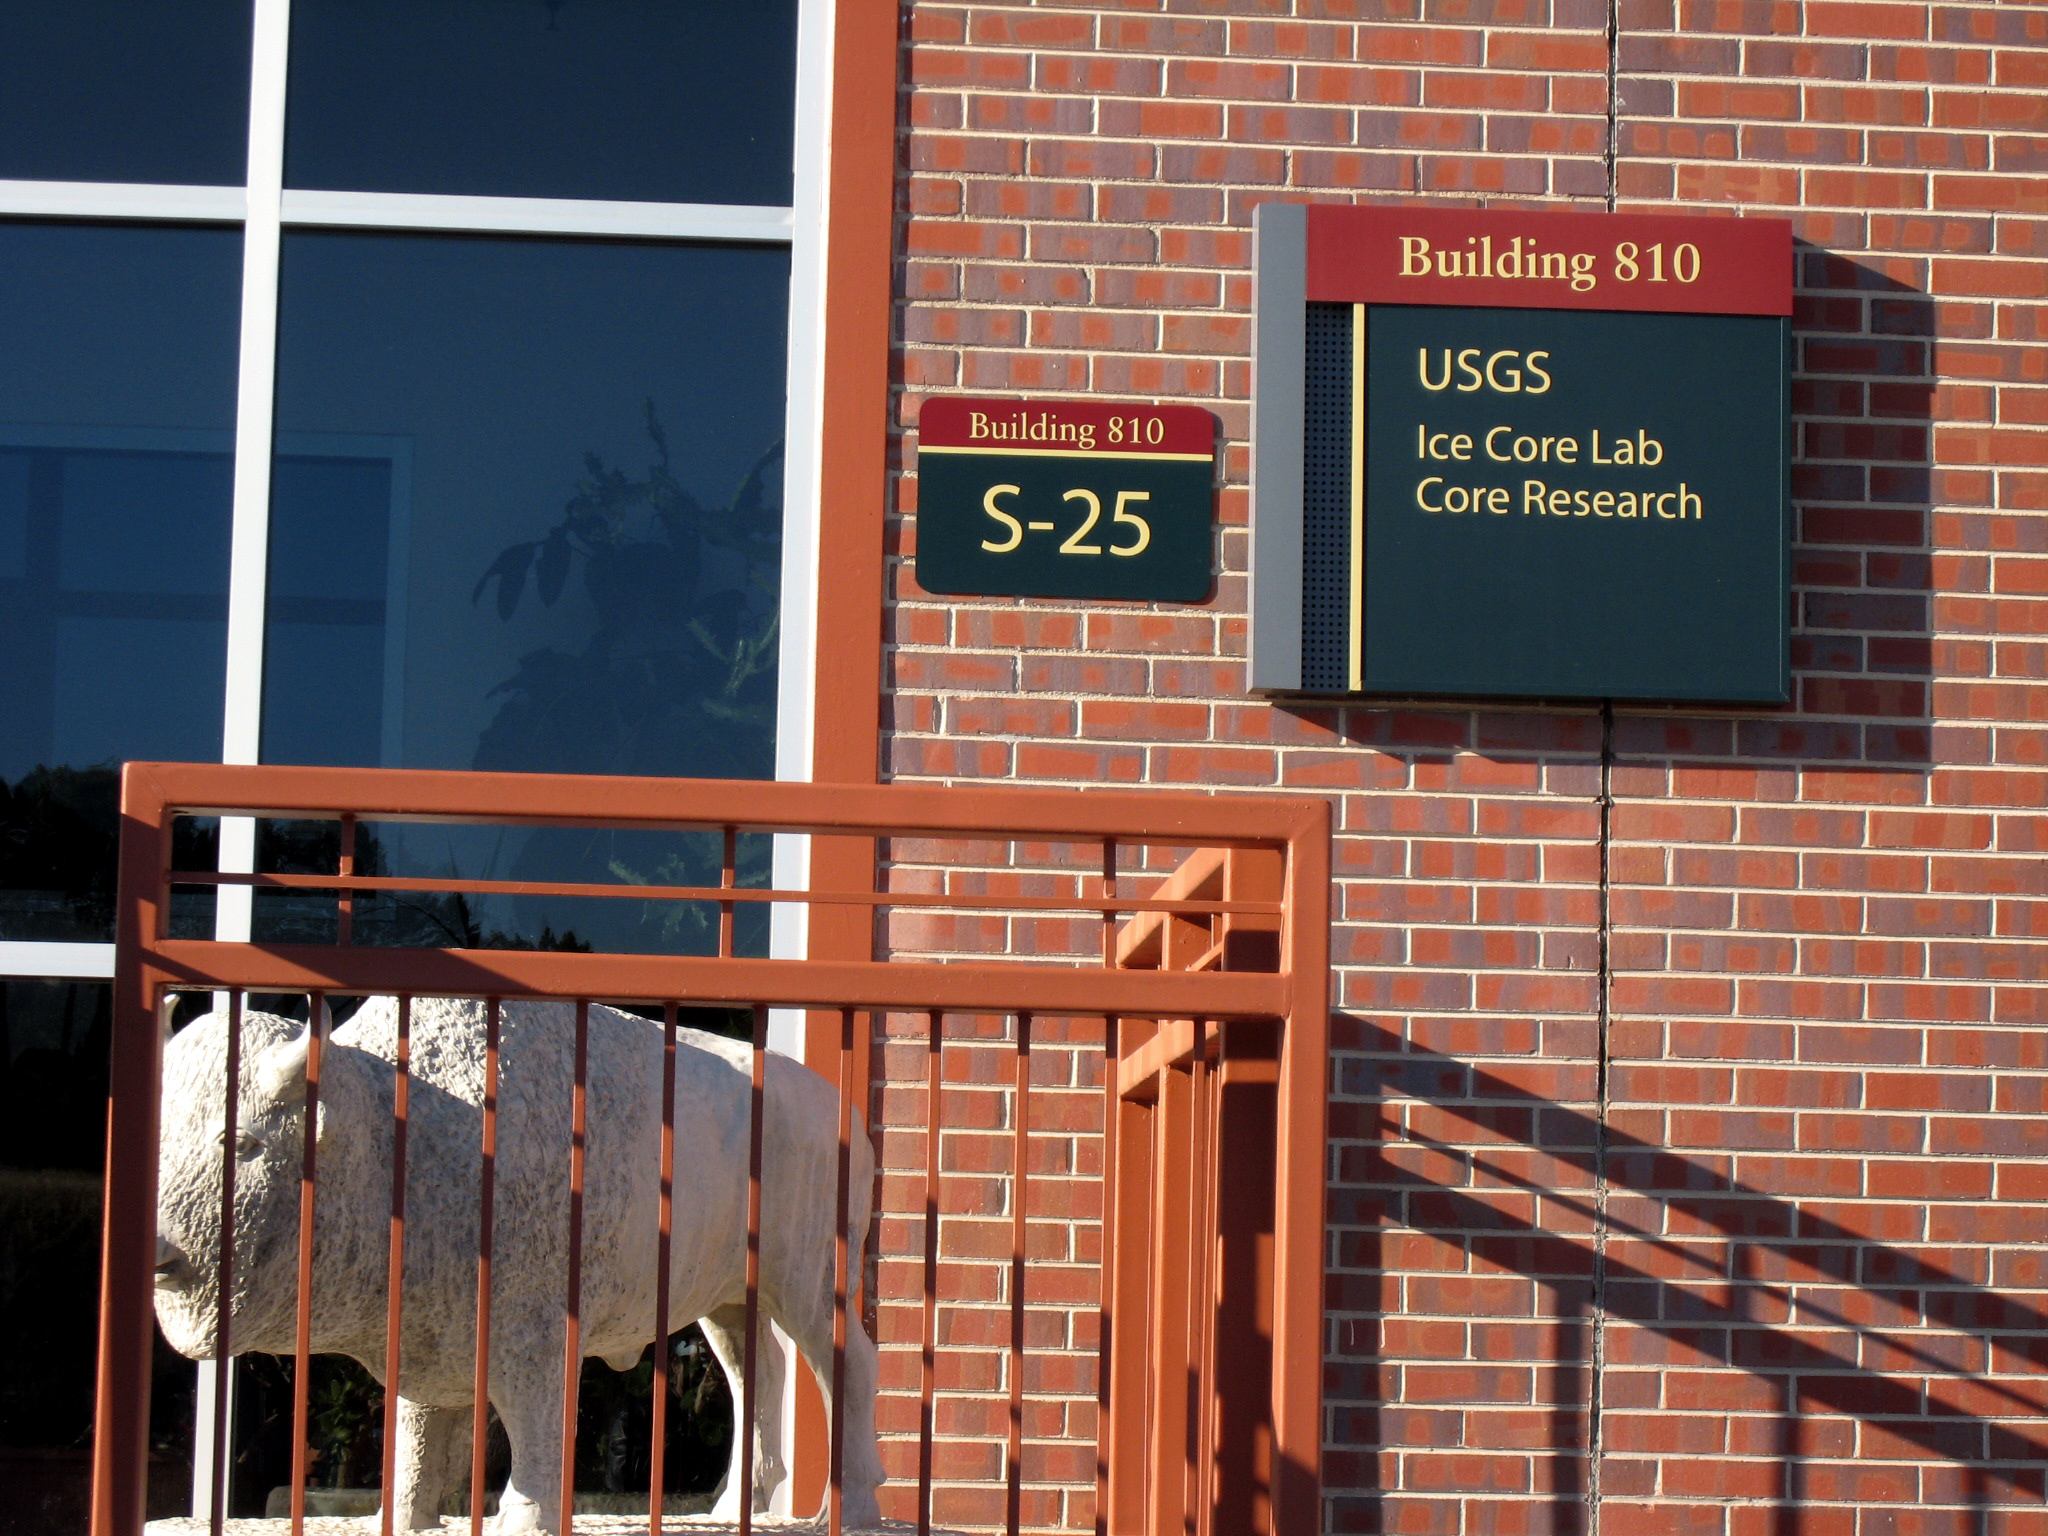 Building 810
S-25
Building 810
USGS
Ice Core Lab
Core Research